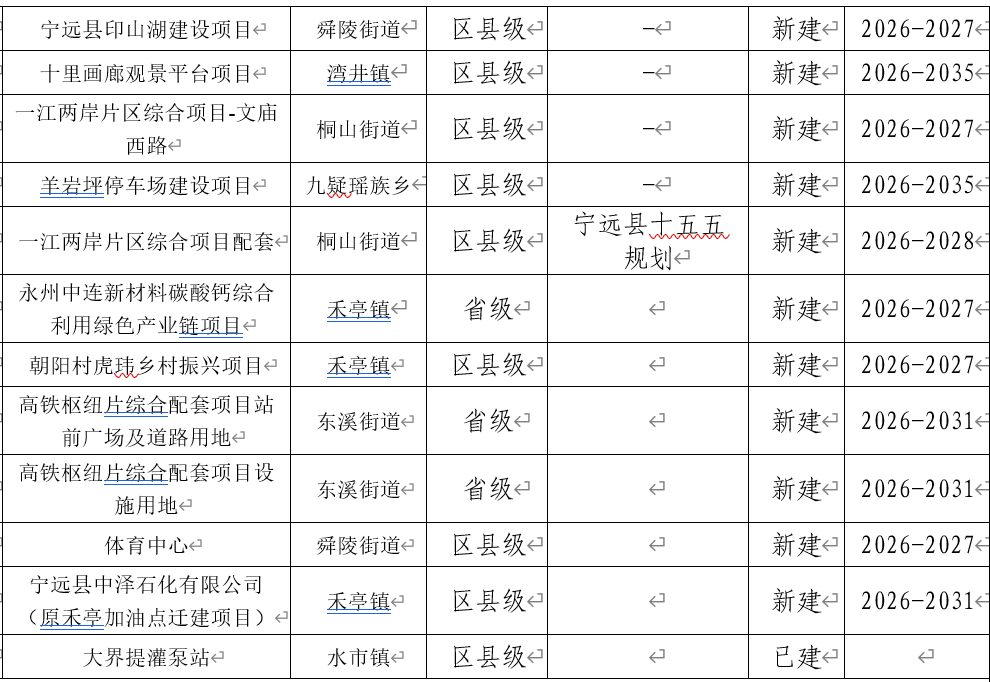 宁远县印山湖建设项目 舜陵街道 区县级 — 新建 2026-2027
十里画廊观景平台项目 湾井镇 区县级 — 新建 2026-2035
一江两岸片区综合项目-文庙
西路 桐山街道 区县级 — 新建 2026-2027
羊岩坪停车场建设项目 九疑瑶族乡 区县级 — 新建 2026-2035
一江两岸片区综合项目配套 桐山街道 区县级 宁远县十五五
规划 新建 2026-2028
永州中连新材料碳酸钙综合
利用绿色产业链项目 禾亭镇 省级 新建 2026-2027
朝阳村虎玮乡村振兴项目 禾亭镇 区县级 新建 2026-2027
高铁枢纽片综合配套项目站
前广场及道路用地 东溪街道 省级 新建 2026-2031
高铁枢纽片综合配套项目设
施用地 东溪街道 省级 新建 2026-2031
体育中心 舜陵街道 区县级 新建 2026-2027
宁远县中泽石化有限公司
（原禾亭加油点迁建项目） 禾亭镇 区县级 新建 2026-2031
大界提灌泵站 水市镇 区县级 已建